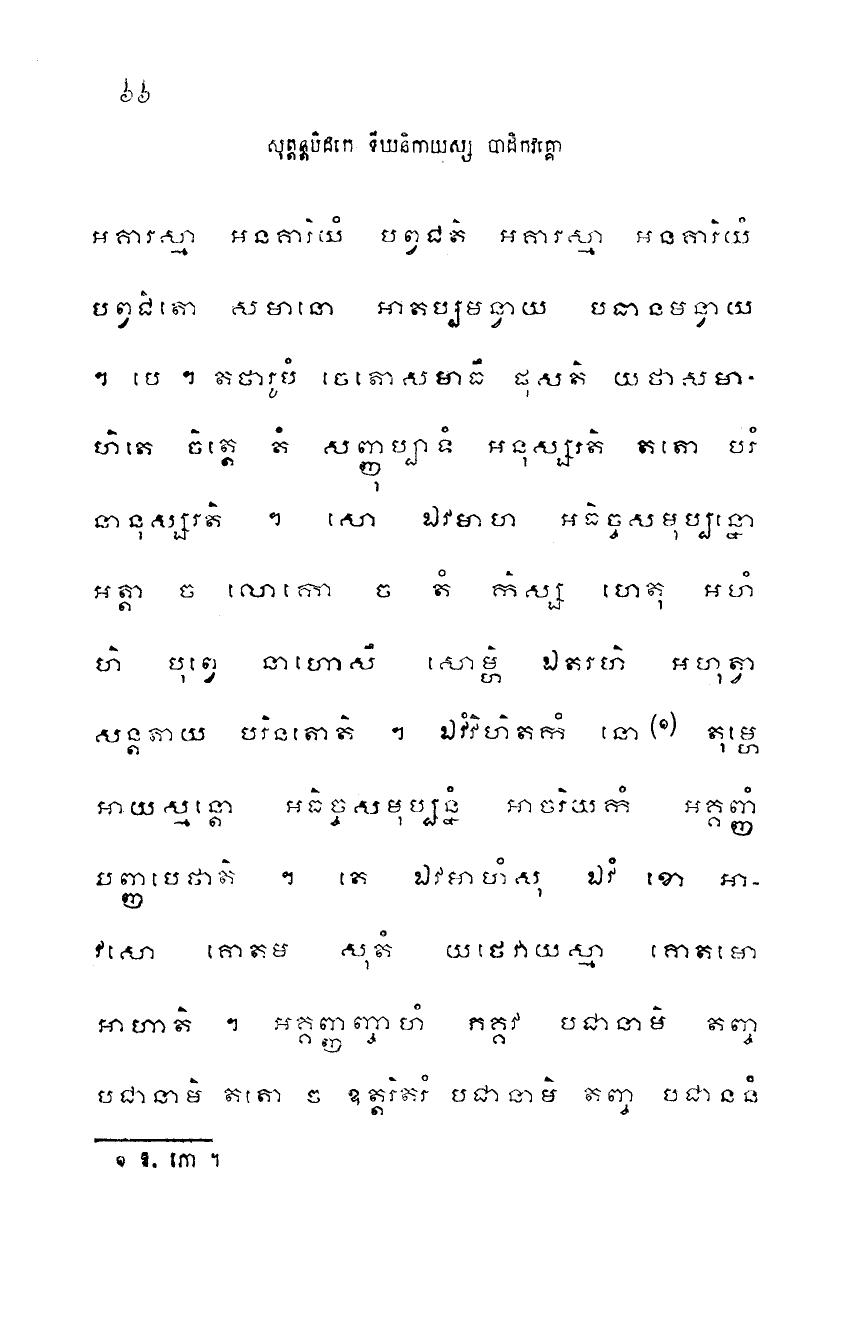 ៦៦
សុត្តន្តបិដកេ ទីឃនិកាយស្ស បាដិកវគ្គោ
អគារស្មា អនគារិយំ បព្វជតិ អគារស្មា អនគារិយំ
បព្វជិតោ សមានោ អាតប្បមន្វាយ បធានមន្វាយ
ៗ បេ ៗ តថារូបំ ចេតោសមាធឹ ផុសតិ យថាសមា-
ហិតេ ចិត្តេ តំ សញ្ញុប្បាទំ អនុស្សរតិ តតោ បរំ
នានុស្សរតិ ។ សោ ឯវមាហ អធិច្ចសមុប្បន្នោ
អត្តា ច លោកោ ច តំ កិស្ស ហេតុ អហំ
ហិ បុព្វេ នាហោសឹ សោម្ហិ ឯតរហិ អហុត្វា
សន្តតាយ បរិនតោតិ ។ ឯវំវិហិតកំ នោ (១) តុម្ហេ
អាយស្មន្តោ អធិច្ចសមុប្បន្នំ អាចរិយកំ អគ្គញ្ញំ
បញ្ញាបេថាតិ ។ តេ ឯវមាហំសុ ឯវំ ខោ អា-
វុសោ គោតម សុតំ យថេវាយស្មា គោតមោ
អាហាតិ ។ អគ្គញ្ញញ្ចាហំ ភគ្គវ បជានាមិ តញ្ច
បជានាមិ តតោ ច ឧត្តរិតរំ បជានាមិ តញ្ច បជាននំ
១ ឱ. កោ ។